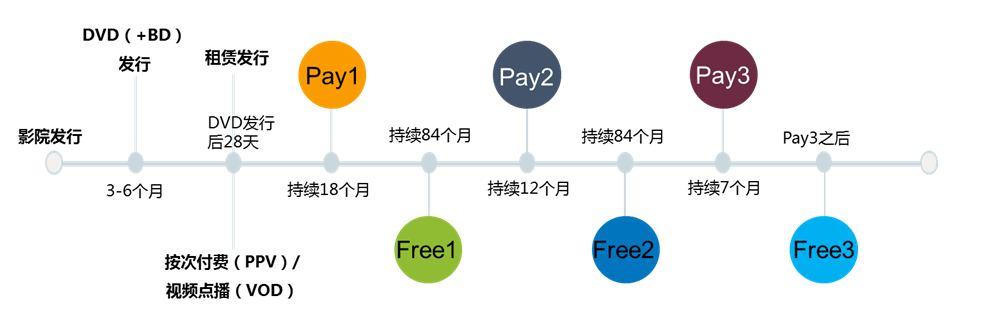 影院发行
DVD（+BD）
发行
3-6个月
租赁发行
DVD发行
后28天
按次付费（PPV）/
视频点播（VOD）
Pay1
持续18个月
持续84个月
Free1
Pay2
持续12个月
持续84个月
Free2
Pay3
持续7个月
Pay3之后
Free3